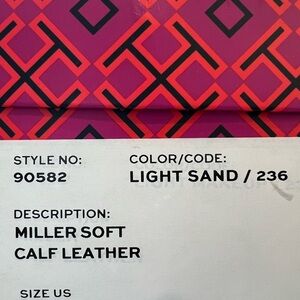 STYLE NO: COLOR/CODE:
90582 LIGHT SAND / 236
DESCRIPTION:
MILLER SOFT
CALF LEATHER
SIZE US